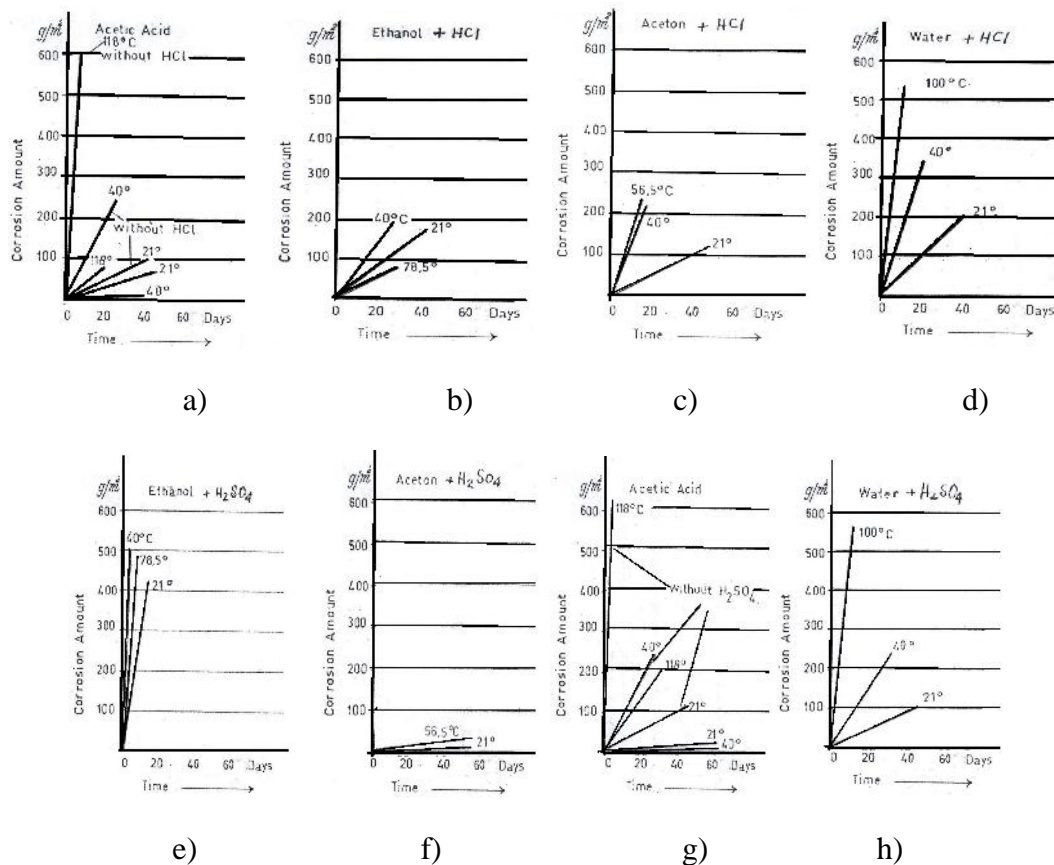 g/m²
Acetic Acid
118°C
without HCl
600
500
400
300
200
100
40°
without HCl
118°
21°
21°
40°
0 20 40 60 Days
Time
Corrosion Amount
a)
g/m²
Ethanol + HCl
600
500
400
300
200
100
40°C
21°
78,5°
0 20 40 60 Days
Time
Corrosion Amount
b)
g/m²
Aceton + HCl
600
500
400
300
200
100
56,5°C
40°
21°
0 20 40 60 Days
Time
Corrosion Amount
c)
g/m²
Water + HCl
600
500
400
300
200
100
100°C
40°
21°
0 20 40 60 Days
Time
Corrosion Amount
d)
g/m²
Ethanol + H₂SO₄
600
500
400
300
200
100
40°C
78,5°
21°
0 20 40 60 Days
Time
Corrosion Amount
e)
g/m²
Aceton + H₂SO₄
600
500
400
300
200
100
56,5°C
21°
0 20 40 60 Days
Time
Corrosion Amount
f)
g/m²
Acetic Acid
600
500
400
300
200
100
118°C
without H₂SO₄
40°
118°
21°
21°
40°
0 20 40 60 Days
Time
Corrosion Amount
g)
g/m²
Water + H₂SO₄
600
500
400
300
200
100
100°C
40°
21°
0 20 40 60 Days
Time
Corrosion Amount
h)